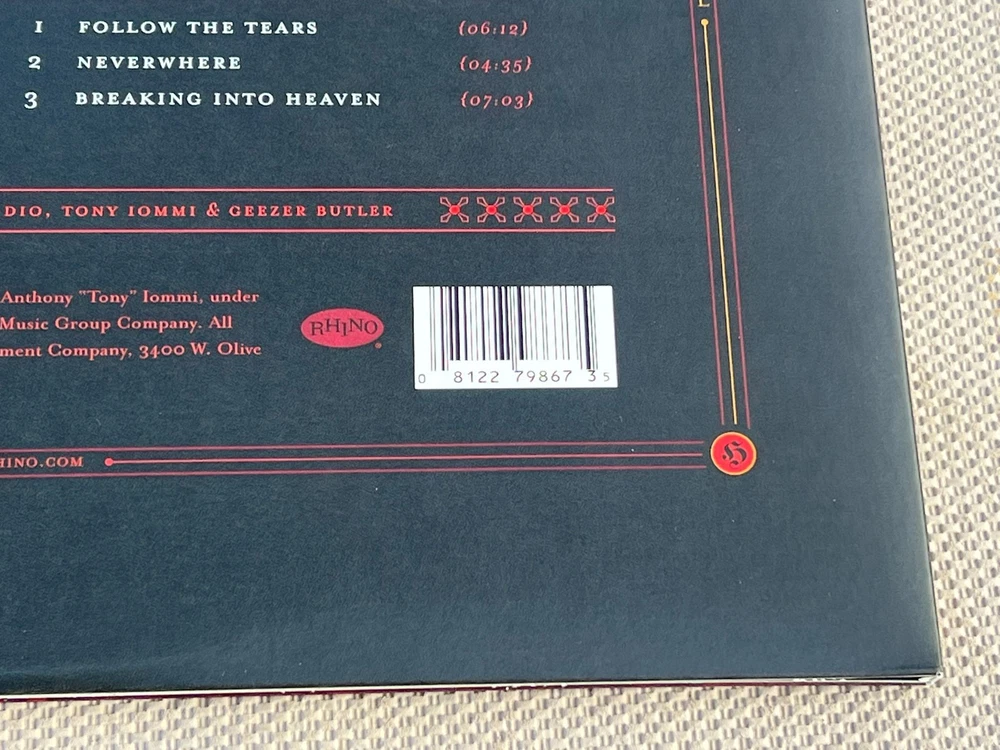 L
1 FOLLOW THE TEARS {06:12}
2 NEVERWHERE {04:35}
3 BREAKING INTO HEAVEN {07:03}
DIO, TONY IOMMI & GEEZER BUTLER
Anthony "Tony" Iommi, under
Music Group Company. All
ment Company, 3400 W. Olive
RHINO
0 8122 79867 3 5
HINO.COM
H